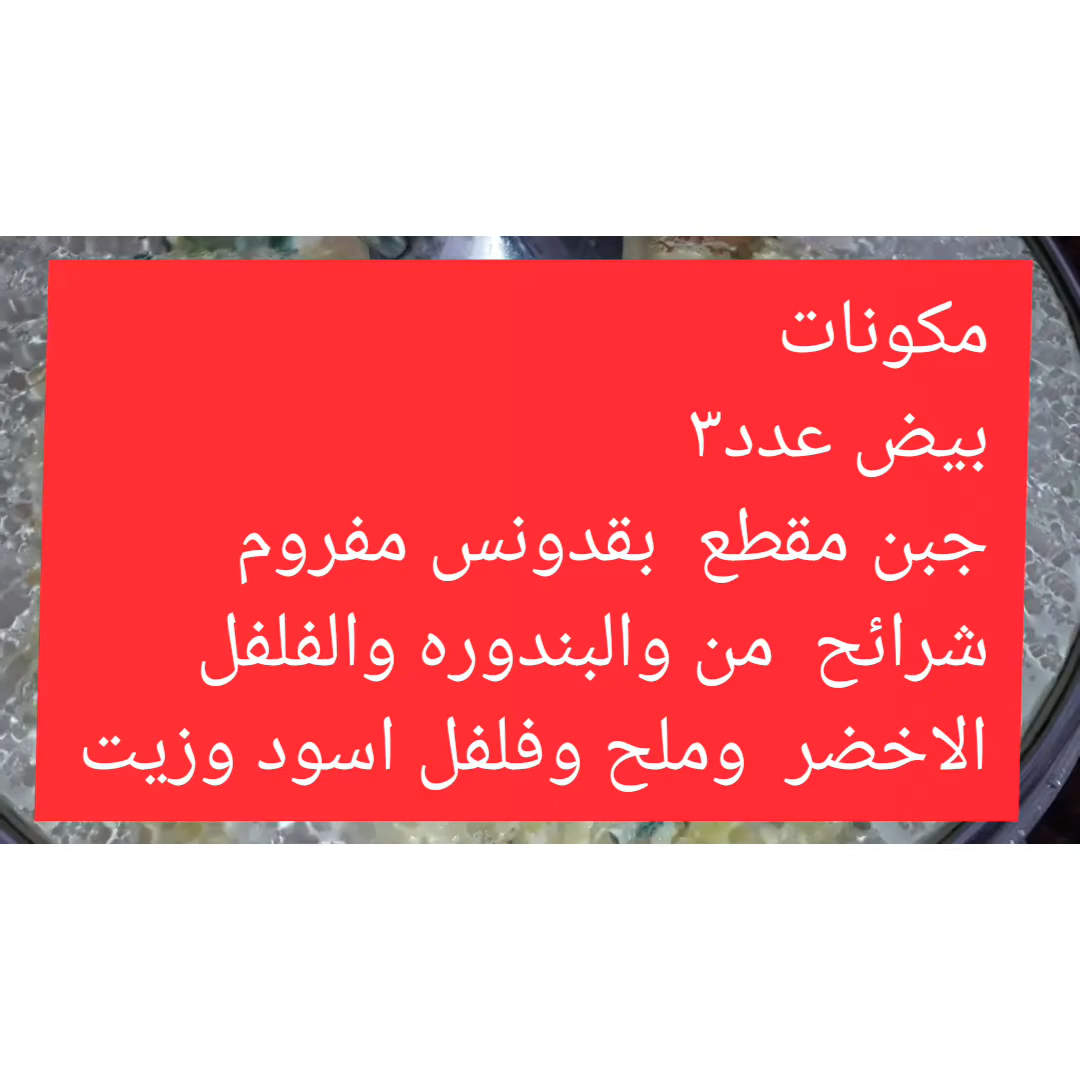 مكونات
بيض عدد٣
جبن مقطع بقدونس مفروم
شرائح من والبندوره والفلفل
الاخضر وملح وفلفل اسود وزيت